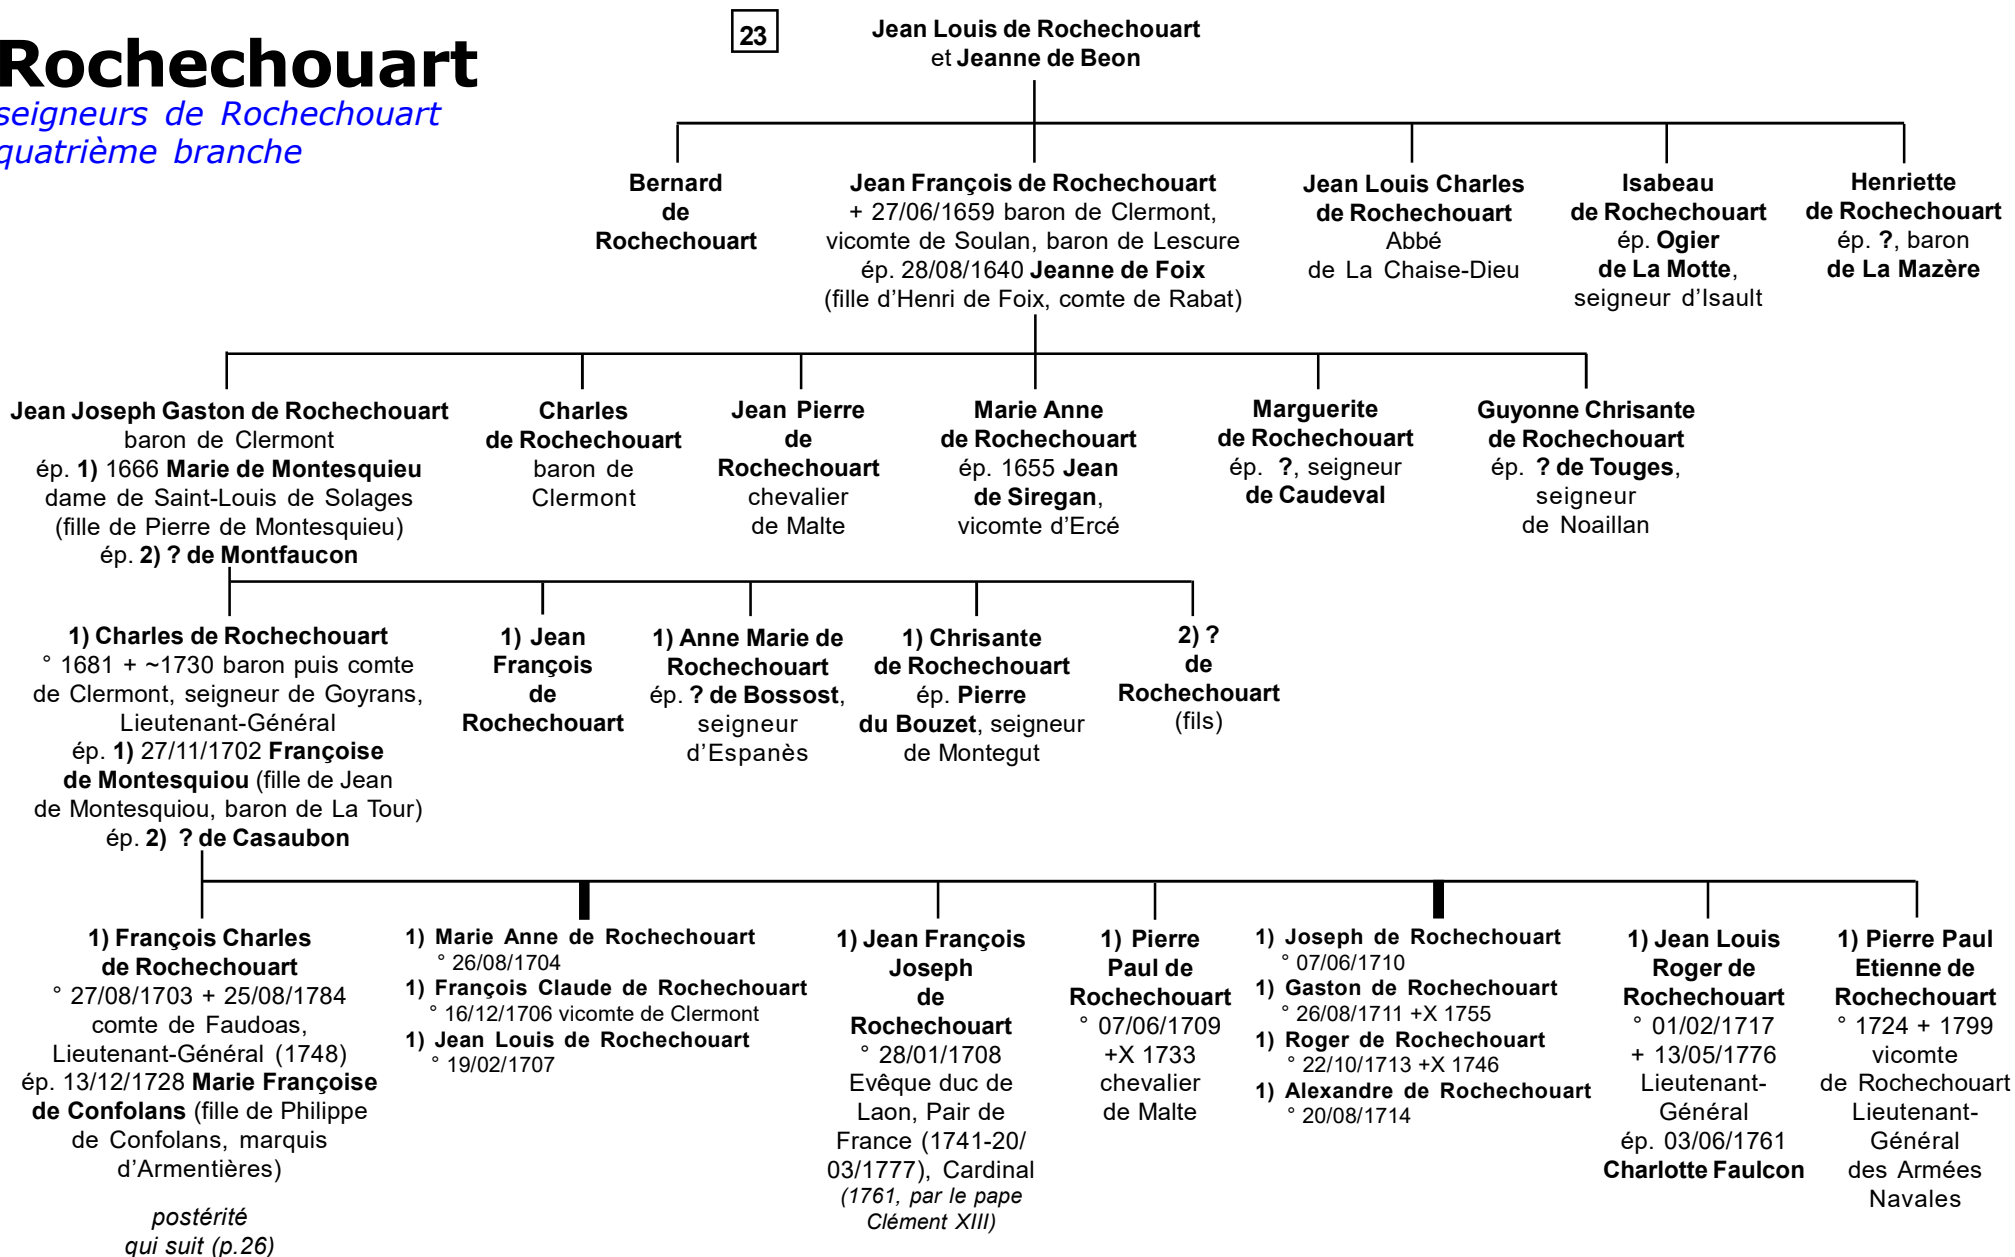 Rochechouart
seigneurs de Rochechouart
quatrième branche
23
Jean Louis de Rochechouart
et Jeanne de Beon
Bernard
de
Rochechouart
Jean François de Rochechouart
+ 27/06/1659 baron de Clermont,
vicomte de Soulan, baron de Lescure
ép. 28/08/1640 Jeanne de Foix
(fille d’Henri de Foix, comte de Rabat)
Jean Louis Charles
de Rochechouart
Abbé
de La Chaise-Dieu
Isabeau
de Rochechouart
ép. Ogier
de La Motte,
seigneur d’Isault
Henriette
de Rochechouart
ép. ?, baron
de La Mazère
Jean Joseph Gaston de Rochechouart
baron de Clermont
ép. 1) 1666 Marie de Montesquieu
dame de Saint-Louis de Solages
(fille de Pierre de Montesquieu)
ép. 2) ? de Montfaucon
Charles
de Rochechouart
baron de
Clermont
Jean Pierre
de
Rochechouart
chevalier
de Malte
Marie Anne
de Rochechouart
ép. 1655 Jean
de Siregan,
vicomte d’Ercé
Marguerite
de Rochechouart
ép. ?, seigneur
de Caudeval
Guyonne Chrisante
de Rochechouart
ép. ? de Touges,
seigneur
de Noaillan
1) Charles de Rochechouart
° 1681 + ~1730 baron puis comte
de Clermont, seigneur de Goyrans,
Lieutenant-Général
ép. 1) 27/11/1702 Françoise
de Montesquiou (fille de Jean
de Montesquiou, baron de La Tour)
ép. 2) ? de Casaubon
1) Jean
François
de
Rochechouart
1) Anne Marie de
Rochechouart
ép. ? de Bossost,
seigneur
d’Espanès
1) Chrisante
de Rochechouart
ép. Pierre
du Bouzet, seigneur
de Montegut
2) ?
de
Rochechouart
(fils)
1) François Charles
de Rochechouart
° 27/08/1703 + 25/08/1784
comte de Faudoas,
Lieutenant-Général (1748)
ép. 13/12/1728 Marie Françoise
de Confolans (fille de Philippe
de Confolans, marquis
d’Armentières)
postérité
qui suit (p.26)
1) Marie Anne de Rochechouart
° 26/08/1704
1) François Claude de Rochechouart
° 16/12/1706 vicomte de Clermont
1) Jean Louis de Rochechouart
° 19/02/1707
1) Jean François
Joseph
de
Rochechouart
° 28/01/1708
Evêque duc de
Laon, Pair de
France (1741-20/
03/1777), Cardinal
(1761, par le pape
Clément XIII)
1) Pierre
Paul de
Rochechouart
° 07/06/1709
+X 1733
chevalier
de Malte
1) Joseph de Rochechouart
° 07/06/1710
1) Gaston de Rochechouart
° 26/08/1711 +X 1755
1) Roger de Rochechouart
° 22/10/1713 +X 1746
1) Alexandre de Rochechouart
° 20/08/1714
1) Jean Louis
Roger de
Rochechouart
° 01/02/1717
+ 13/05/1776
Lieutenant-
Général
ép. 03/06/1761
Charlotte Faulcon
1) Pierre Paul
Etienne de
Rochechouart
° 1724 + 1799
vicomte
de Rochechouart
Lieutenant-
Général
des Armées
Navales